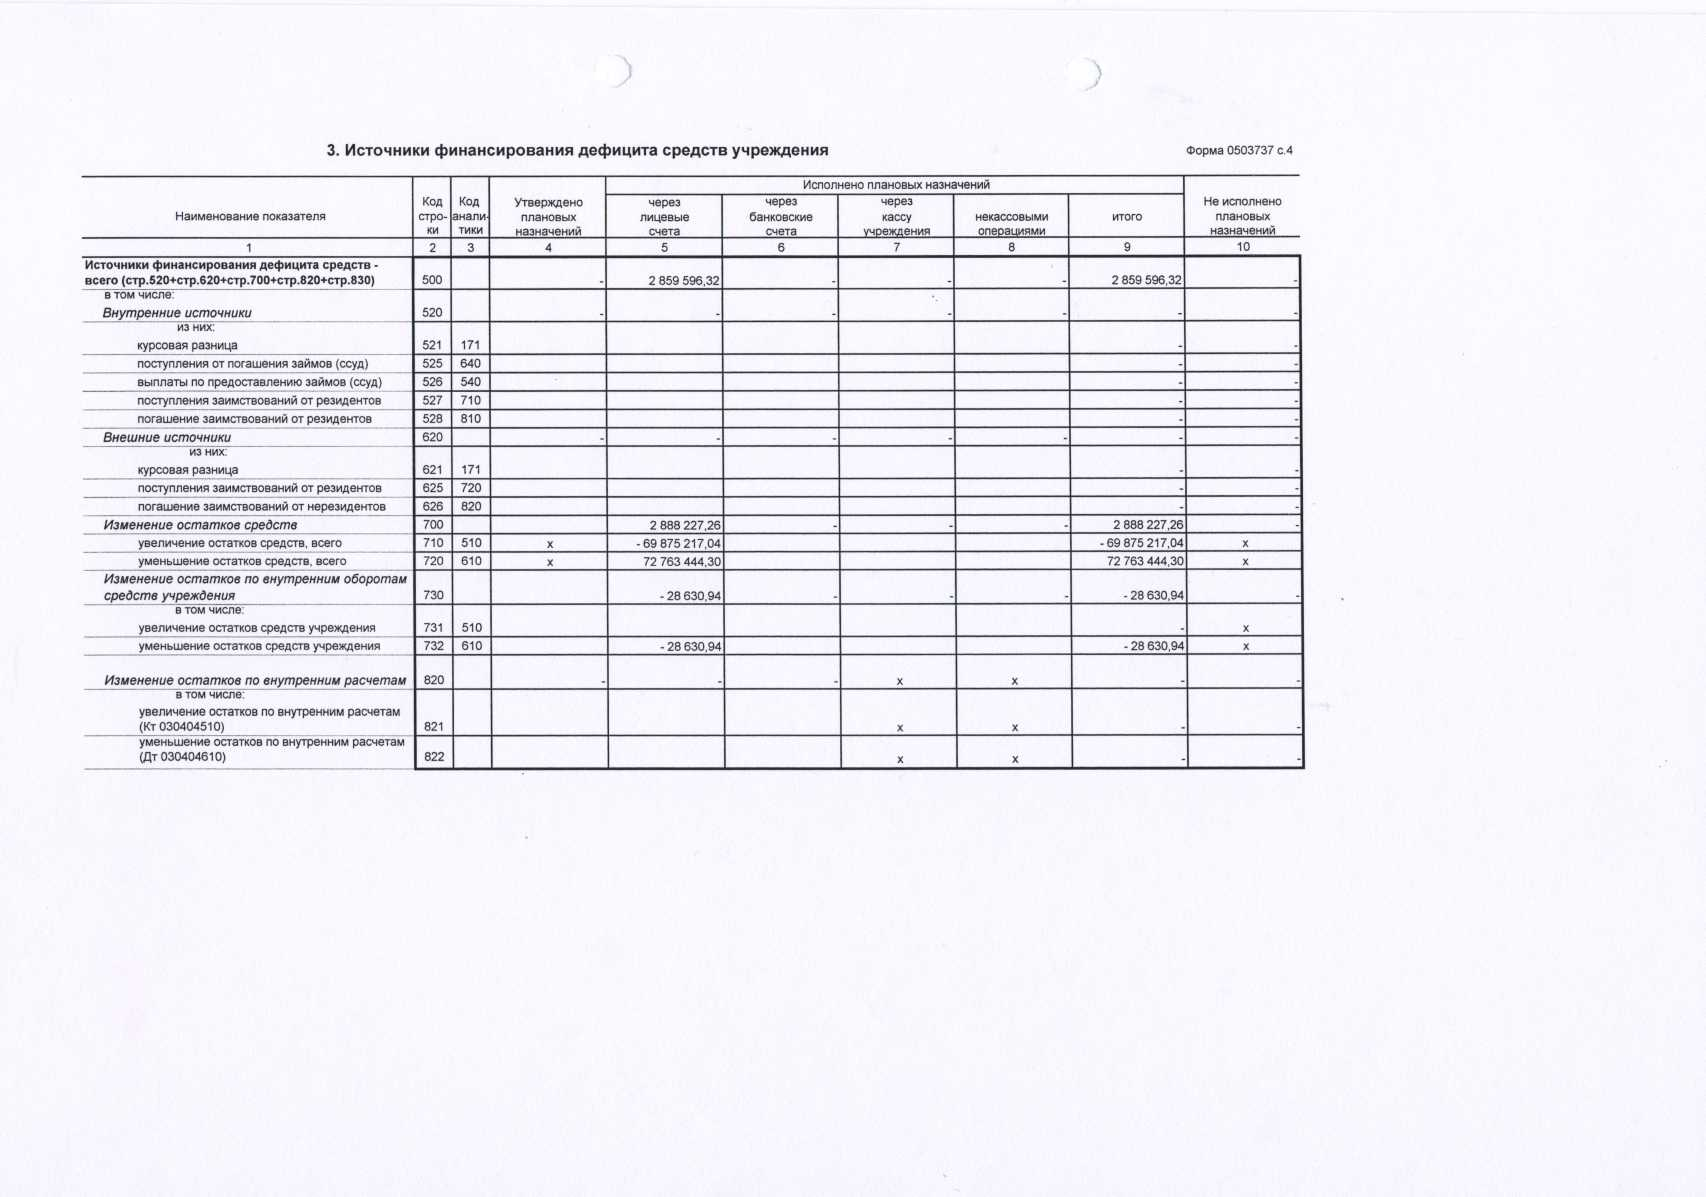 3. Источники финансирования дефицита средств учреждения
Форма 0503737 с.4
Наименование показателя | Код стро-ки | Код анали-тики | Утверждено плановых назначений | Исполнено плановых назначений | Не исполнено плановых назначений
через лицевые счета | через банковские счета | через кассу учреждения | некассовыми операциями | итого
1 2 3 4 5 6 7 8 9 10
Источники финансирования дефицита средств -
всего (стр.520+стр.620+стр.700+стр.820+стр.830) 500 - 2 859 596,32 - - - 2 859 596,32 -
в том числе:
Внутренние источники 520 - - - - - - -
из них:
курсовая разница 521 171 - -
поступления от погашения займов (ссуд) 525 640 - -
выплаты по предоставлению займов (ссуд) 526 540 - -
поступления заимствований от резидентов 527 710 - -
погашение заимствований от резидентов 528 810 - -
Внешние источники 620 - - - - - - -
из них:
курсовая разница 621 171 - -
поступления заимствований от резидентов 625 720 - -
погашение заимствований от нерезидентов 626 820 - -
Изменение остатков средств 700 2 888 227,26 - - - 2 888 227,26 -
увеличение остатков средств, всего 710 510 х - 69 875 217,04 - 69 875 217,04 х
уменьшение остатков средств, всего 720 610 х 72 763 444,30 72 763 444,30 х
Изменение остатков по внутренним оборотам
средств учреждения 730 - 28 630,94 - - - - 28 630,94 -
в том числе:
увеличение остатков средств учреждения 731 510 - х
уменьшение остатков средств учреждения 732 610 - 28 630,94 - 28 630,94 х
Изменение остатков по внутренним расчетам 820 - - - х х - -
в том числе:
увеличение остатков по внутренним расчетам
(Кт 030404510) 821 х х - -
уменьшение остатков по внутренним расчетам
(Дт 030404610) 822 х х - -